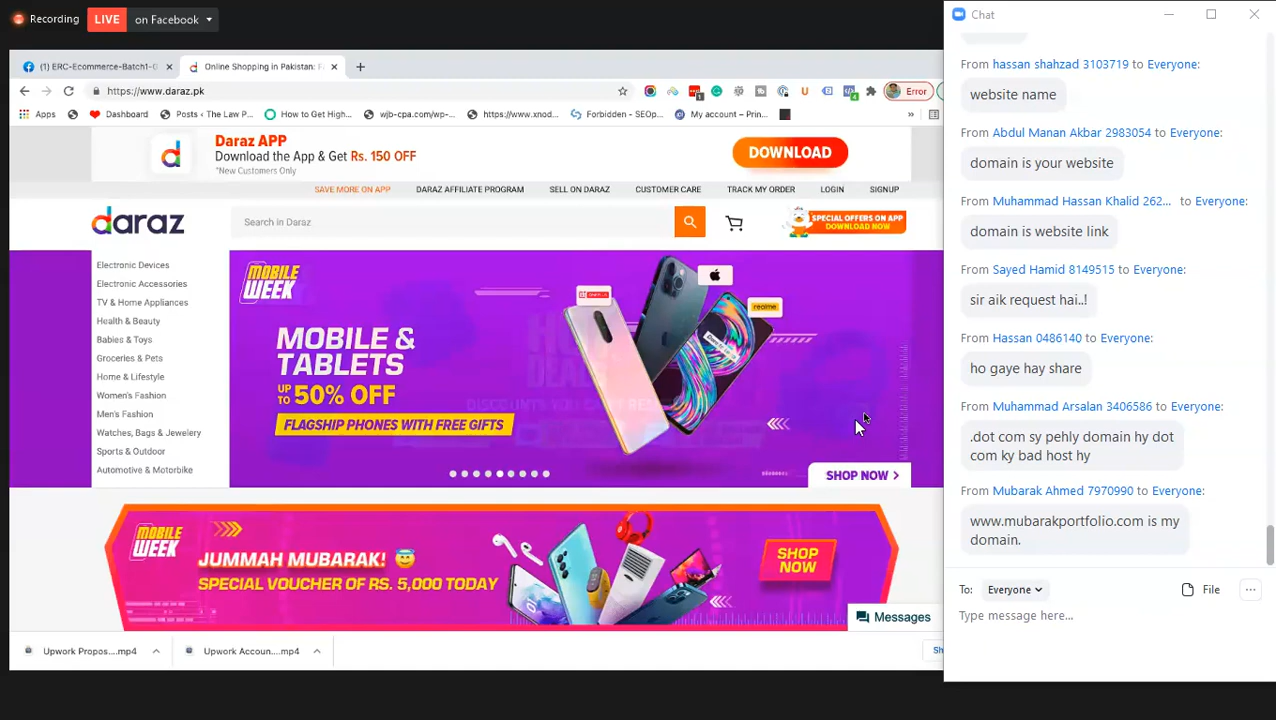 Recording LIVE on Facebook
(1) ERC-Ecommerce-Batch1-
Online Shopping in Pakistan: F
https://www.daraz.pk
Error
Apps Dashboard Posts ‹ The Law P... How to Get High... wjb-cpa.com/wp-... https://www.xnod... Forbidden - SEOp... My account – Prin... »
Daraz APP
Download the App & Get Rs. 150 OFF
*New Customers Only
DOWNLOAD
SAVE MORE ON APP DARAZ AFFILIATE PROGRAM SELL ON DARAZ CUSTOMER CARE TRACK MY ORDER LOGIN SIGNUP
daraz
Search in Daraz
SPECIAL OFFERS ON APP
DOWNLOAD NOW
Electronic Devices
Electronic Accessories
TV & Home Appliances
Health & Beauty
Babies & Toys
Groceries & Pets
Home & Lifestyle
Women's Fashion
Men's Fashion
Watches, Bags & Jewelery
Sports & Outdoor
Automotive & Motorbike
MOBILE
WEEK
MOBILE &
TABLETS
UP TO 50% OFF
FLAGSHIP PHONES WITH FREE GIFTS
realme
SHOP NOW
MOBILE
WEEK
JUMMAH MUBARAK!
SPECIAL VOUCHER OF RS. 5,000 TODAY
SHOP
NOW
Messages
Upwork Propos....mp4
Upwork Accoun....mp4
Sh
Chat
From hassan shahzad 3103719 to Everyone:
website name
From Abdul Manan Akbar 2983054 to Everyone:
domain is your website
From Muhammad Hassan Khalid 262... to Everyone:
domain is website link
From Sayed Hamid 8149515 to Everyone:
sir aik request hai..!
From Hassan 0486140 to Everyone:
ho gaye hay share
From Muhammad Arsalan 3406586 to Everyone:
.dot com sy pehly domain hy dot
com ky bad host hy
From Mubarak Ahmed 7970990 to Everyone:
www.mubarakportfolio.com is my
domain.
To: Everyone
File
Type message here...